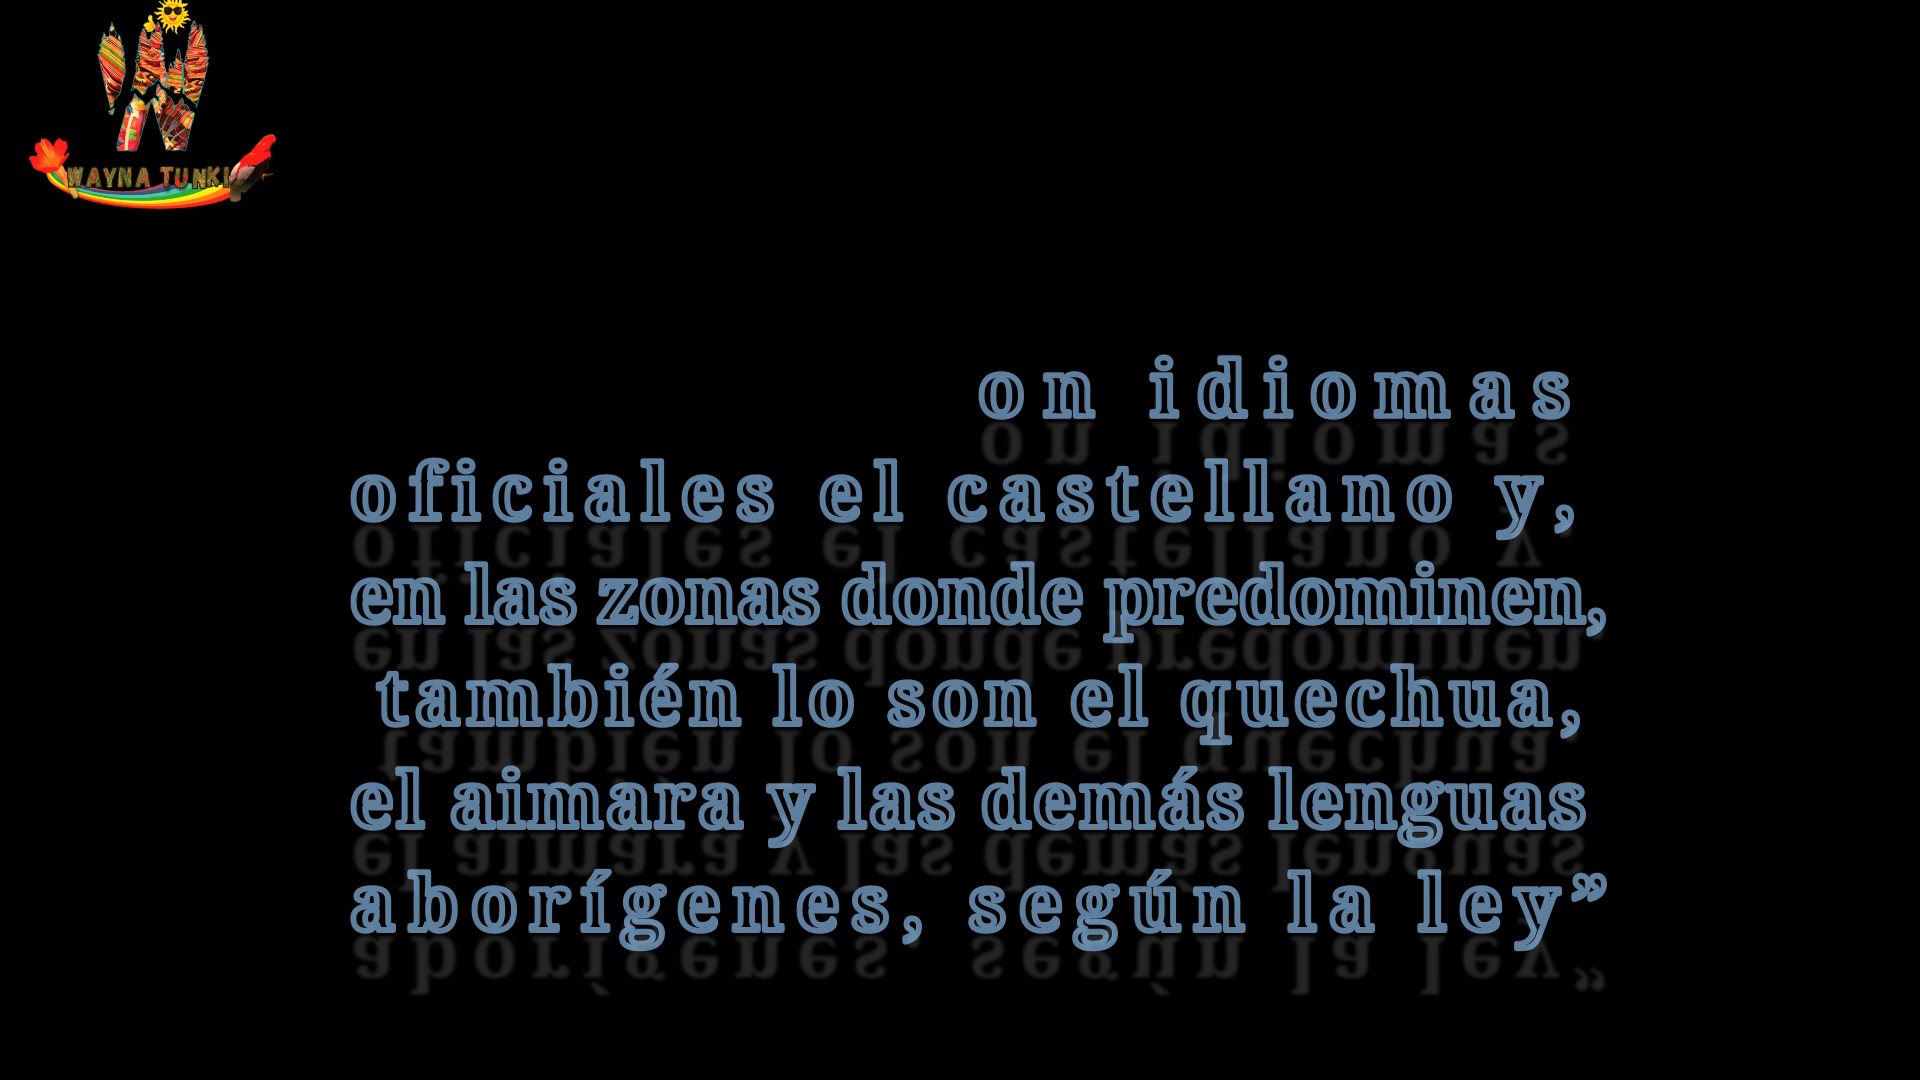 WAYNA TUNKI
on idiomas
oficiales el castellano y,
en las zonas donde predominen,
también lo son el quechua,
el aimara y las demás lenguas
aborígenes, según la ley”